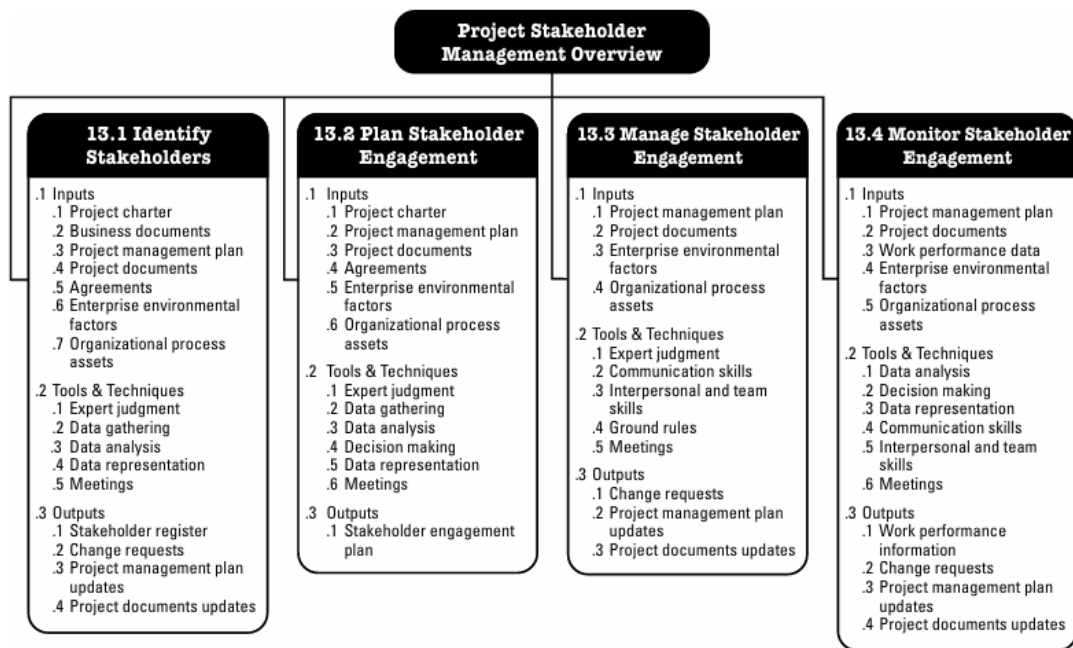 Project Stakeholder
Management Overview
13.1 Identify
Stakeholders
.1 Inputs
.1 Project charter
.2 Business documents
.3 Project management plan
.4 Project documents
.5 Agreements
.6 Enterprise environmental
factors
.7 Organizational process
assets
.2 Tools & Techniques
.1 Expert judgment
.2 Data gathering
.3 Data analysis
.4 Data representation
.5 Meetings
.3 Outputs
.1 Stakeholder register
.2 Change requests
.3 Project management plan
updates
.4 Project documents updates
13.2 Plan Stakeholder
Engagement
.1 Inputs
.1 Project charter
.2 Project management plan
.3 Project documents
.4 Agreements
.5 Enterprise environmental
factors
.6 Organizational process
assets
.2 Tools & Techniques
.1 Expert judgment
.2 Data gathering
.3 Data analysis
.4 Decision making
.5 Data representation
.6 Meetings
.3 Outputs
.1 Stakeholder engagement
plan
13.3 Manage Stakeholder
Engagement
.1 Inputs
.1 Project management plan
.2 Project documents
.3 Enterprise environmental
factors
.4 Organizational process
assets
.2 Tools & Techniques
.1 Expert judgment
.2 Communication skills
.3 Interpersonal and team
skills
.4 Ground rules
.5 Meetings
.3 Outputs
.1 Change requests
.2 Project management plan
updates
.3 Project documents updates
13.4 Monitor Stakeholder
Engagement
.1 Inputs
.1 Project management plan
.2 Project documents
.3 Work performance data
.4 Enterprise environmental
factors
.5 Organizational process
assets
.2 Tools & Techniques
.1 Data analysis
.2 Decision making
.3 Data representation
.4 Communication skills
.5 Interpersonal and team
skills
.6 Meetings
.3 Outputs
.1 Work performance
information
.2 Change requests
.3 Project management plan
updates
.4 Project documents updates